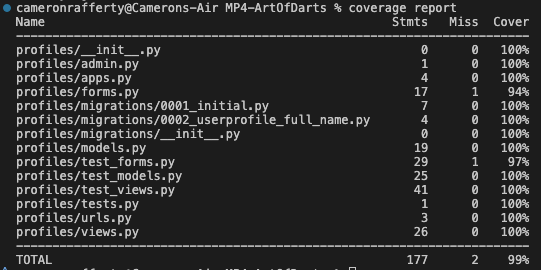 cameronrafferty@Camerons-Air MP4-ArtOfDarts % coverage report
Name Stmts Miss Cover
profiles/__init__.py 0 0 100%
profiles/admin.py 1 0 100%
profiles/apps.py 4 0 100%
profiles/forms.py 17 1 94%
profiles/migrations/0001_initial.py 7 0 100%
profiles/migrations/0002_userprofile_full_name.py 4 0 100%
profiles/migrations/__init__.py 0 0 100%
profiles/models.py 19 0 100%
profiles/test_forms.py 29 1 97%
profiles/test_models.py 25 0 100%
profiles/test_views.py 41 0 100%
profiles/tests.py 1 0 100%
profiles/urls.py 3 0 100%
profiles/views.py 26 0 100%
TOTAL 177 2 99%